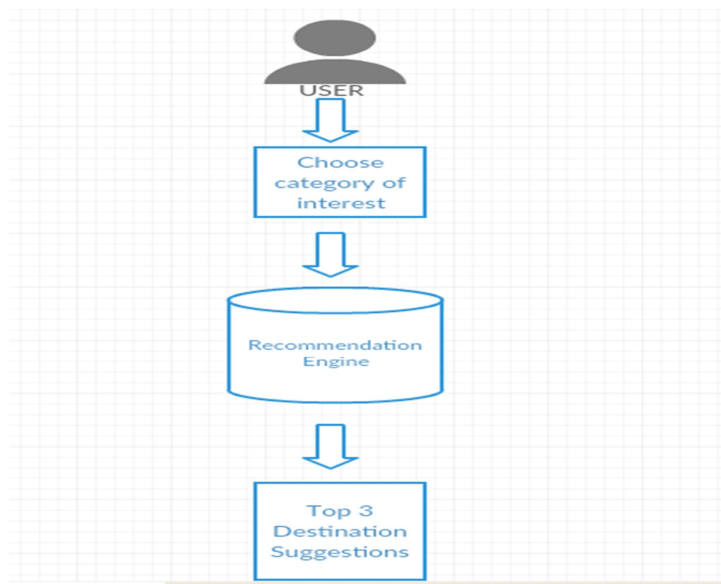 USER
Choose
category of
interest
Recommendation
Engine
Top 3
Destination
Suggestions